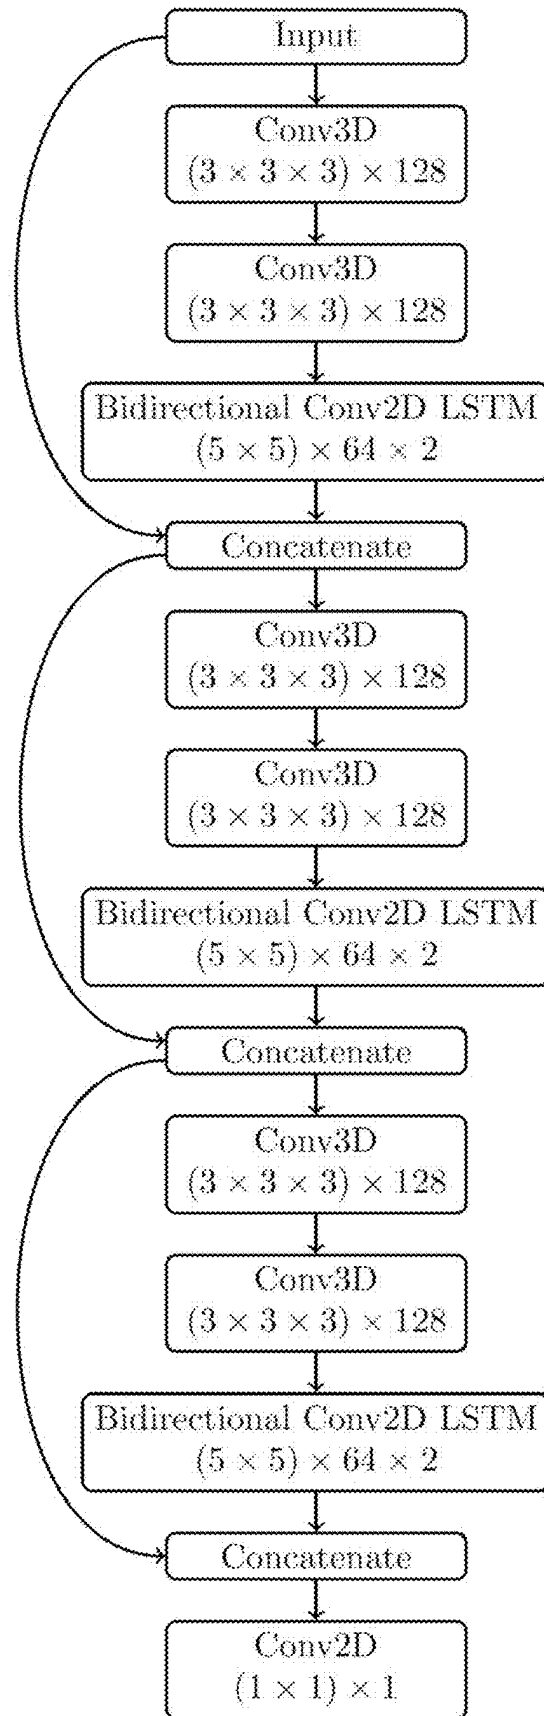 Input
Conv3D
(3 × 3 × 3) × 128
Conv3D
(3 × 3 × 3) × 128
Bidirectional Conv2D LSTM
(5 × 5) × 64 × 2
Concatenate
Conv3D
(3 × 3 × 3) × 128
Conv3D
(3 × 3 × 3) × 128
Bidirectional Conv2D LSTM
(5 × 5) × 64 × 2
Concatenate
Conv3D
(3 × 3 × 3) × 128
Conv3D
(3 × 3 × 3) × 128
Bidirectional Conv2D LSTM
(5 × 5) × 64 × 2
Concatenate
Conv2D
(1 × 1) × 1